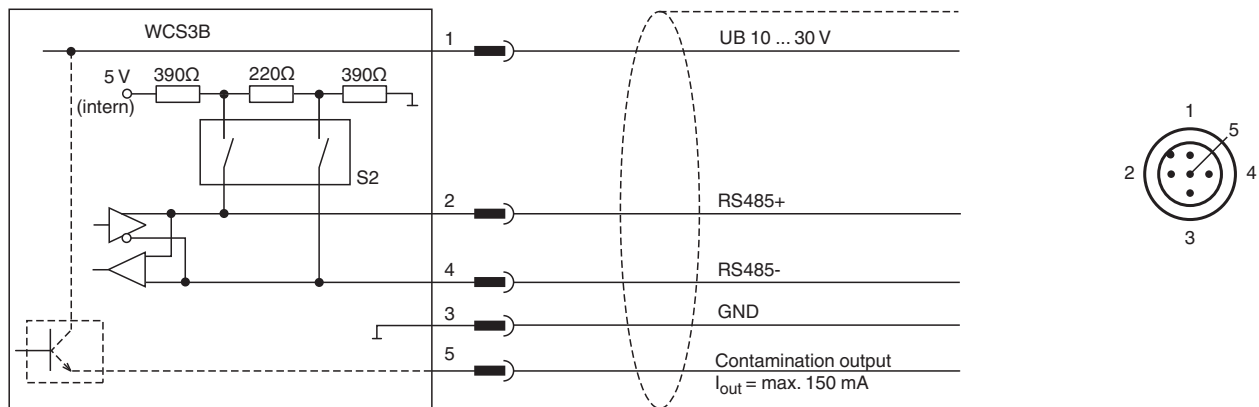 WCS3B
1
UB 10 ... 30 V
5 V
(intern)
390Ω
220Ω
390Ω
S2
2
RS485+
4
RS485-
3
GND
5
Contamination output
Iout = max. 150 mA
1
5
2
4
3